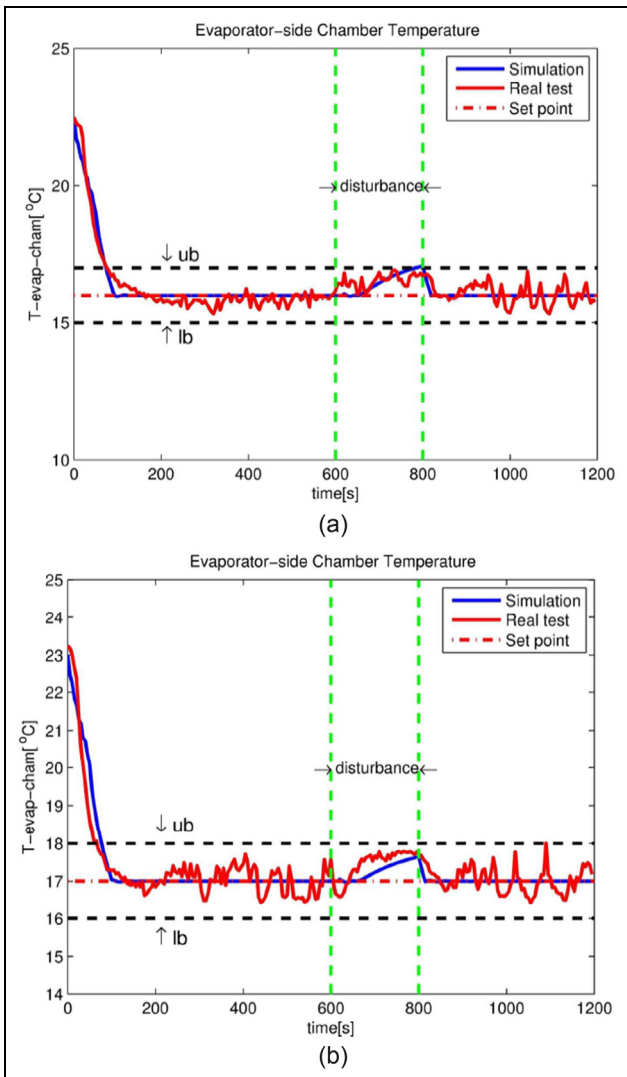 Evaporator-side Chamber Temperature
Simulation
Real test
Set point
25
20
15
10
T-evap-cham[ °C]
→ disturbance ←
↓ ub
↑ lb
0 200 400 600 800 1000 1200
time[s]
(a)
Evaporator-side Chamber Temperature
Simulation
Real test
Set point
25
24
23
22
21
20
19
18
17
16
15
14
T-evap-cham[ °C]
→ disturbance ←
↓ ub
↑ lb
0 200 400 600 800 1000 1200
time[s]
(b)